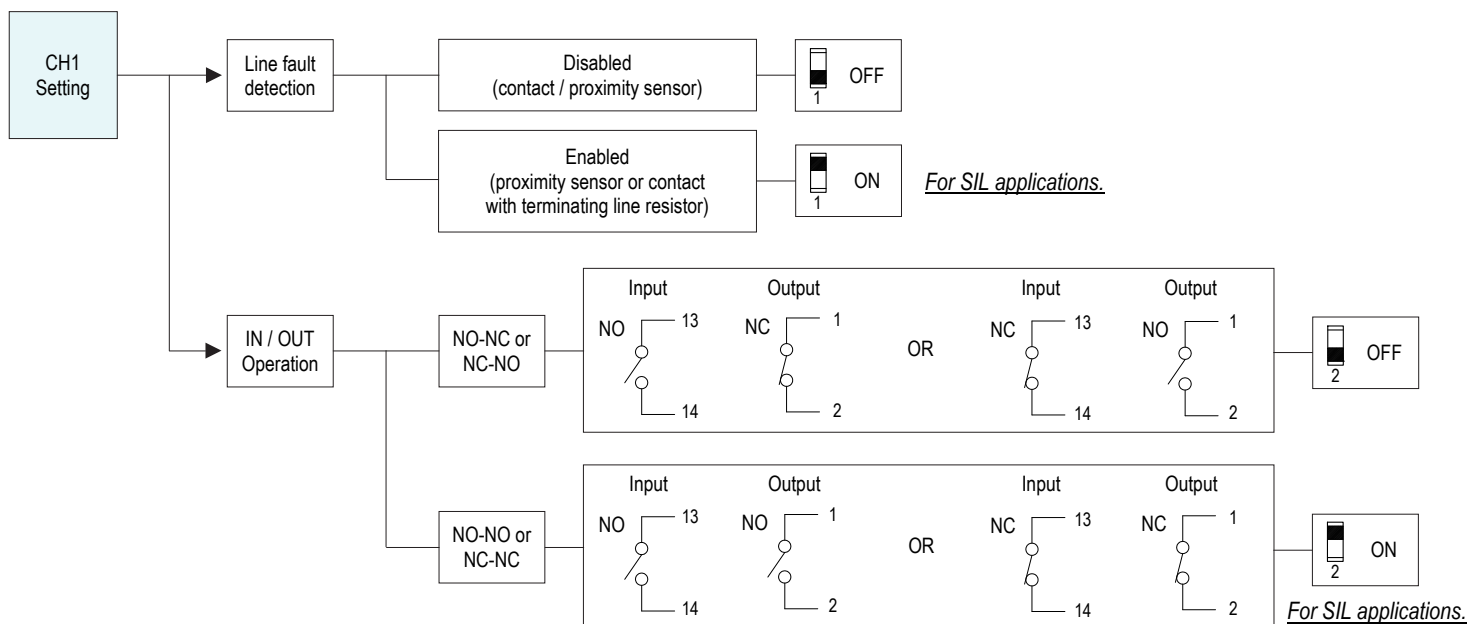 CH1
Setting
Line fault
detection
Disabled
(contact / proximity sensor)
1
OFF
Enabled
(proximity sensor or contact
with terminating line resistor)
1
ON
For SIL applications.
IN / OUT
Operation
NO-NC or
NC-NO
Input
NO
13
14
Output
NC
1
2
OR
Input
NC
13
14
Output
NO
1
2
2
OFF
NO-NO or
NC-NC
Input
NO
13
14
Output
NO
1
2
OR
Input
NC
13
14
Output
NC
1
2
2
ON
For SIL applications.